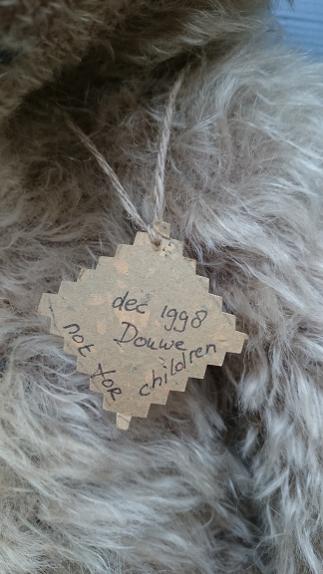 dec 1998
Douwe
not for children